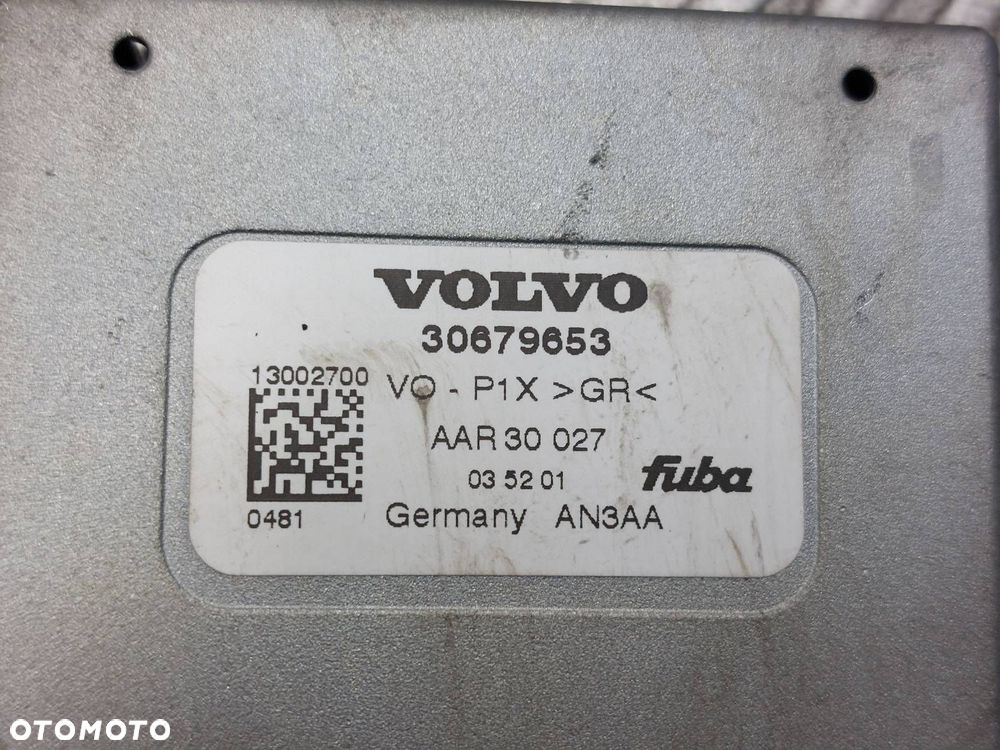 VOLVO
30679653
13002700
VO - P1X >GR<
AAR 30 027
03 52 01
fuba
0481
Germany AN3AA
OTOMOTO